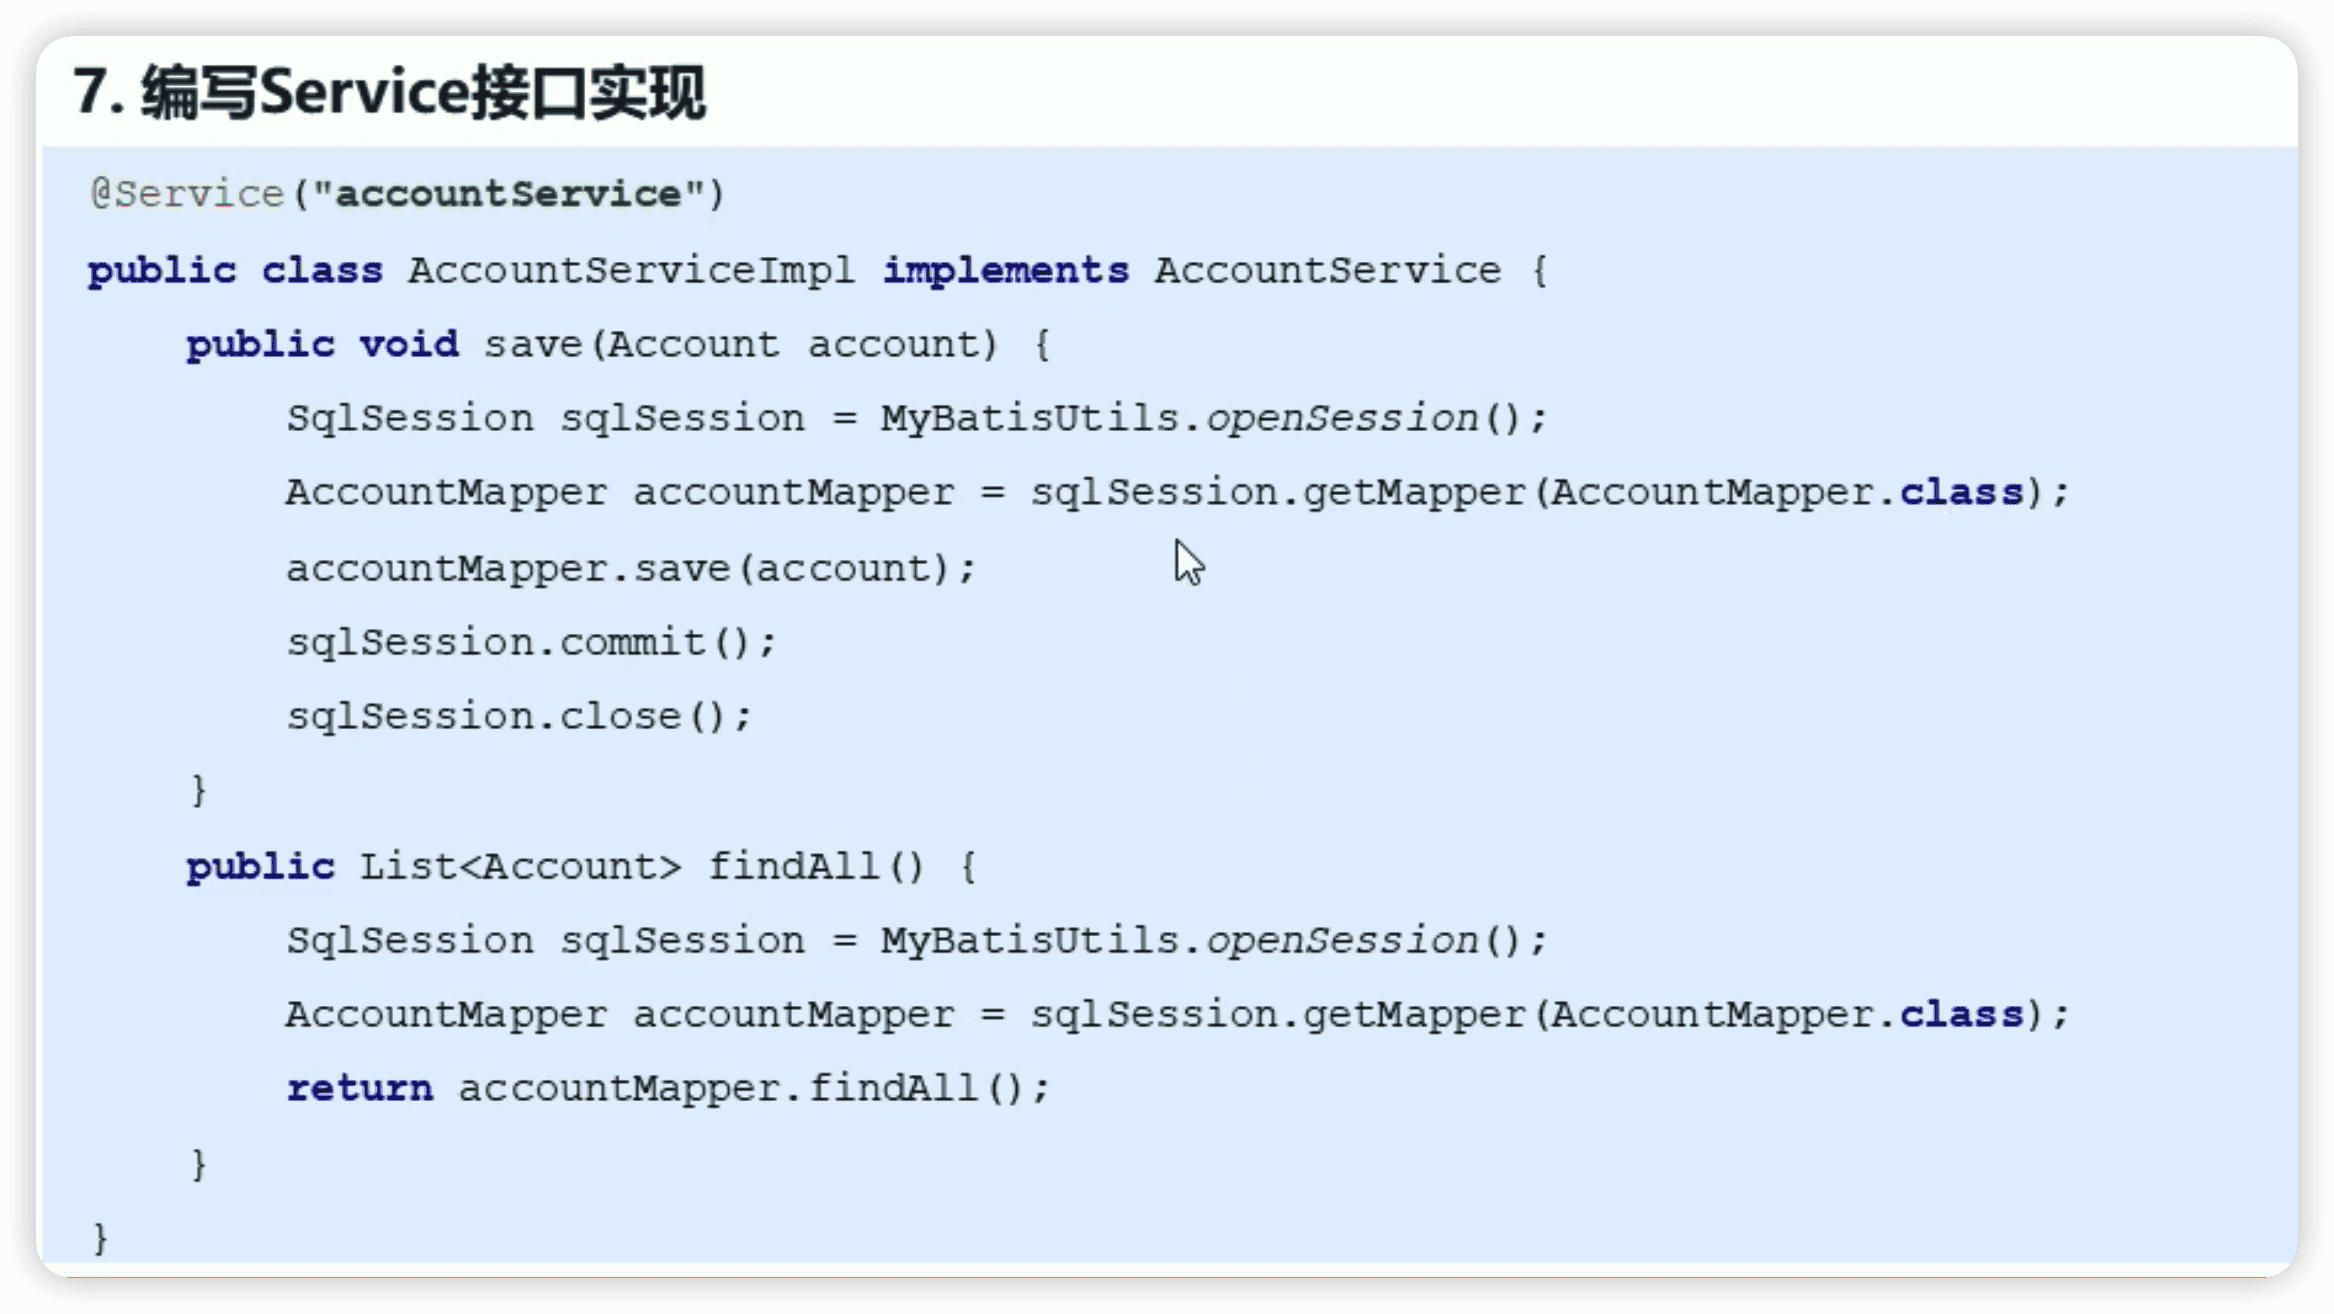 7. 编写Service接口实现
@Service("accountService")
public class AccountServiceImpl implements AccountService {
public void save(Account account) {
SqlSession sqlSession = MyBatisUtils.openSession();
AccountMapper accountMapper = sqlSession.getMapper(AccountMapper.class);
accountMapper.save(account);
sqlSession.commit();
sqlSession.close();
}
public List<Account> findAll() {
SqlSession sqlSession = MyBatisUtils.openSession();
AccountMapper accountMapper = sqlSession.getMapper(AccountMapper.class);
return accountMapper.findAll();
}
}